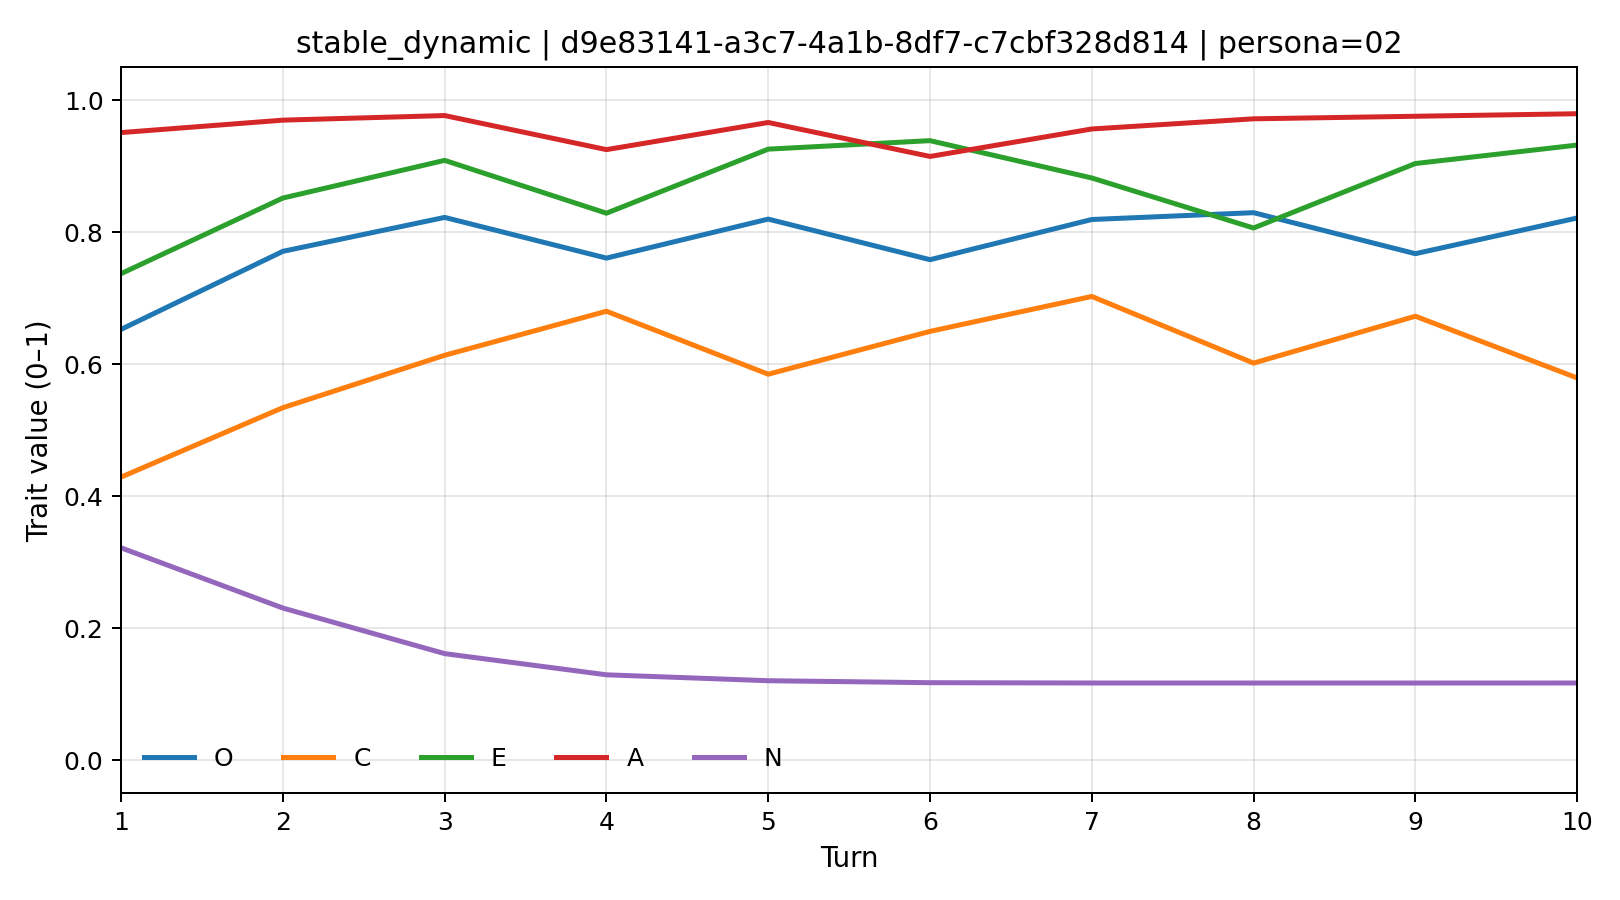 stable_dynamic | d9e83141-a3c7-4a1b-8df7-c7cbf328d814 | persona=02
Trait value (0–1)
1.0
0.8
0.6
0.4
0.2
0.0
O C E A N
1 2 3 4 5 6 7 8 9 10
Turn